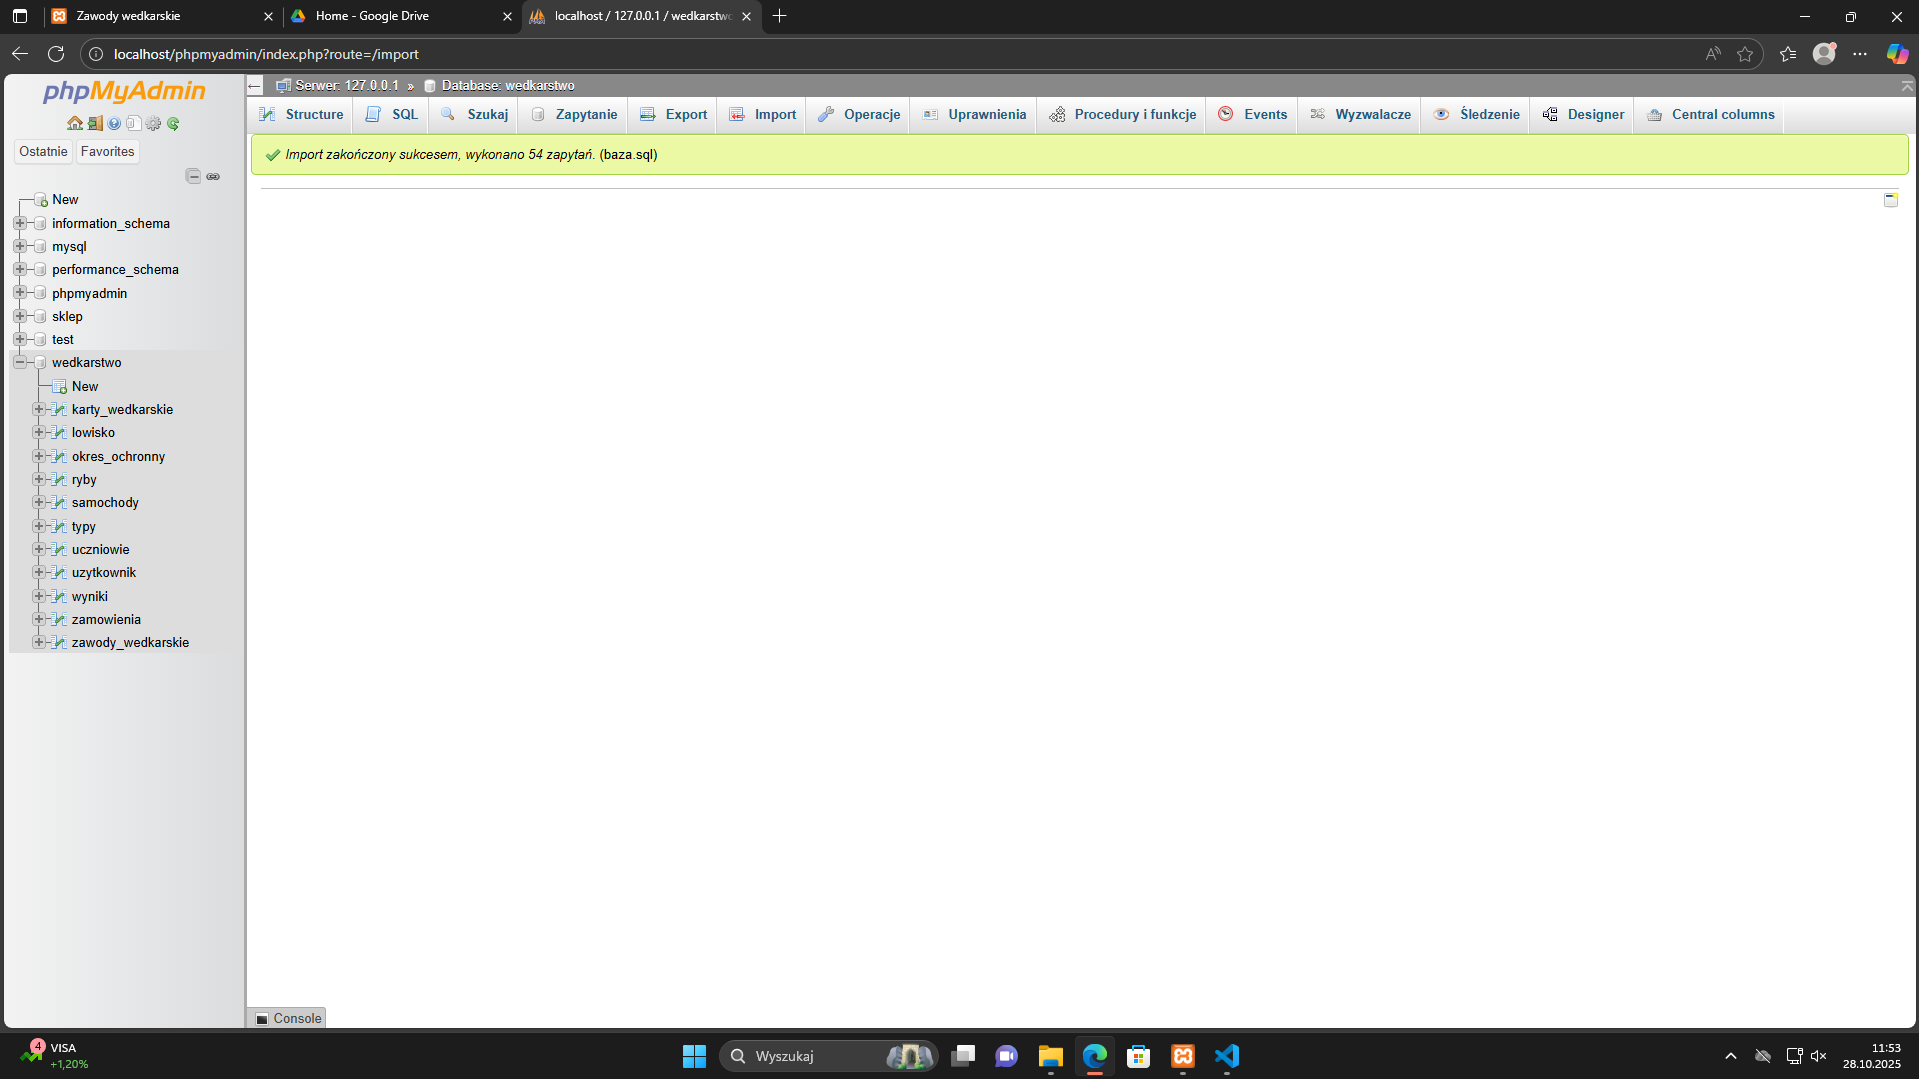 Zawody wedkarskie
Home - Google Drive
localhost / 127.0.0.1 / wedkarstwo
localhost/phpmyadmin/index.php?route=/import
phpMyAdmin
Serwer: 127.0.0.1 » Database: wedkarstwo
Structure SQL Szukaj Zapytanie Export Import Operacje Uprawnienia Procedury i funkcje Events Wyzwalacze Śledzenie Designer Central columns
Ostatnie Favorites
Import zakończony sukcesem, wykonano 54 zapytań. (baza.sql)
New
information_schema
mysql
performance_schema
phpmyadmin
sklep
test
wedkarstwo
New
karty_wedkarskie
lowisko
okres_ochronny
ryby
samochody
typy
uczniowie
uzytkownik
wyniki
zamowienia
zawody_wedkarskie
Console
4
VISA
+1,20%
Wyszukaj
11:53
28.10.2025